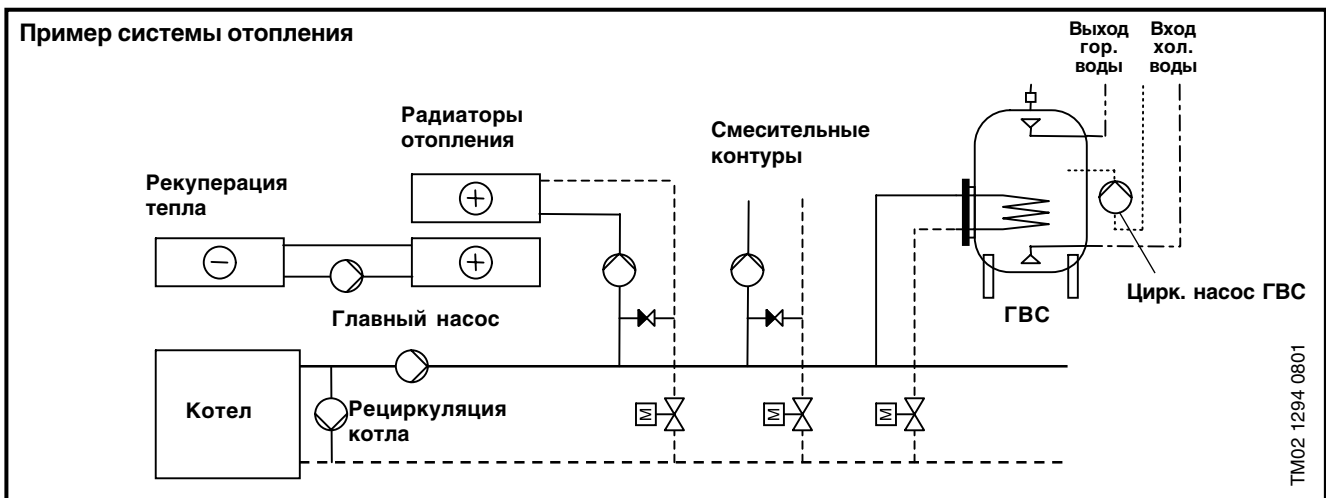 Пример системы отопления
Выход
гор.
воды
Вход
хол.
воды
Радиаторы
отопления
Смесительные
контуры
Рекуперация
тепла
Цирк. насос ГВС
ГВС
Главный насос
Котел
Рециркуляция
котла
M
M
M
TM02 1294 0801